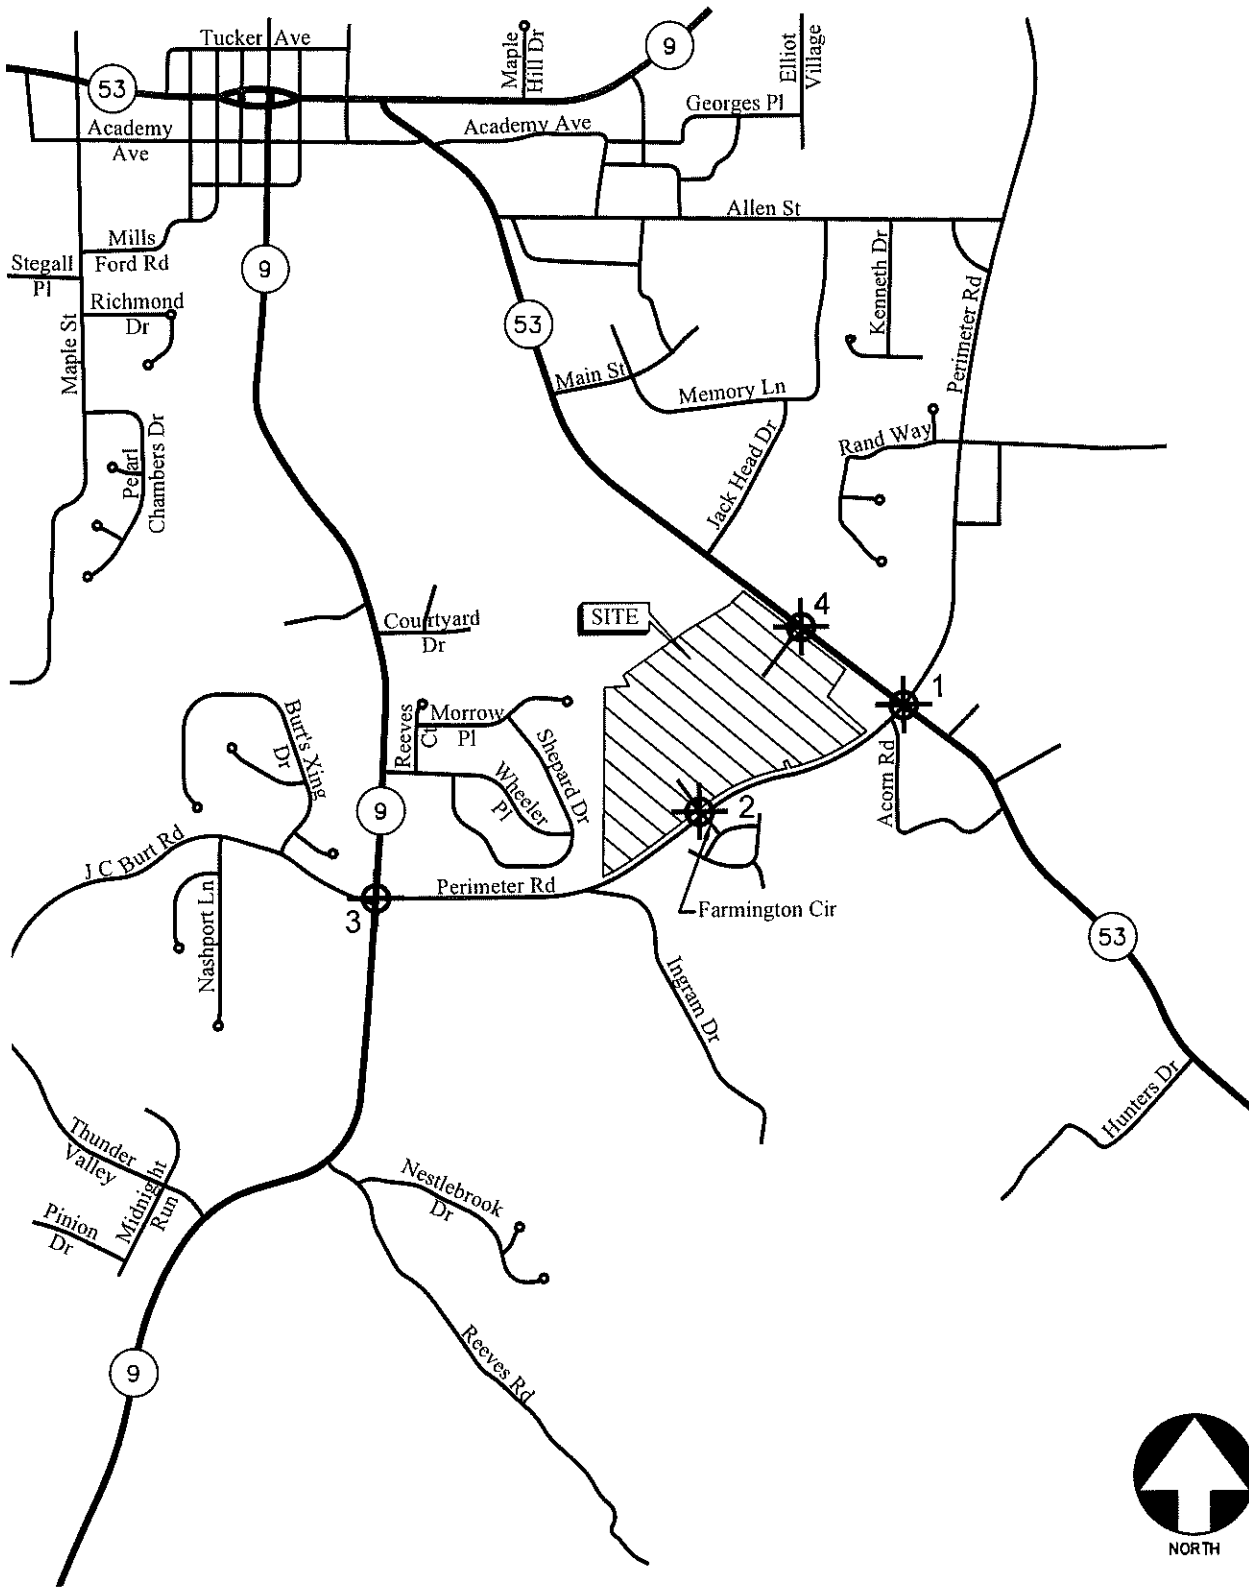 Tucker Ave
Maple
Hill Dr
9
Elliot
Village
53
Georges Pl
Academy
Ave
Academy Ave
Allen St
Mills
Ford Rd
Stegall
Pl
9
Kenneth Dr
Richmond
Dr
53
Perimeter Rd
Maple St
Main St
Memory Ln
Pearl
Chambers Dr
Jack Head Dr
Rand Way
SITE
4
Courtyard
Dr
1
Burt's Xing
Dr
Reeves
Ct
Morrow
Pl
Shepard Dr
Wheeler
Pl
Acorn Rd
9
2
J C Burt Rd
Nashport Ln
3
Perimeter Rd
Farmington Cir
53
Ingram Dr
Hunters Dr
Thunder
Valley
Midnight
Run
Pinion
Dr
Nestlebrook
Dr
Reeves Rd
9
NORTH